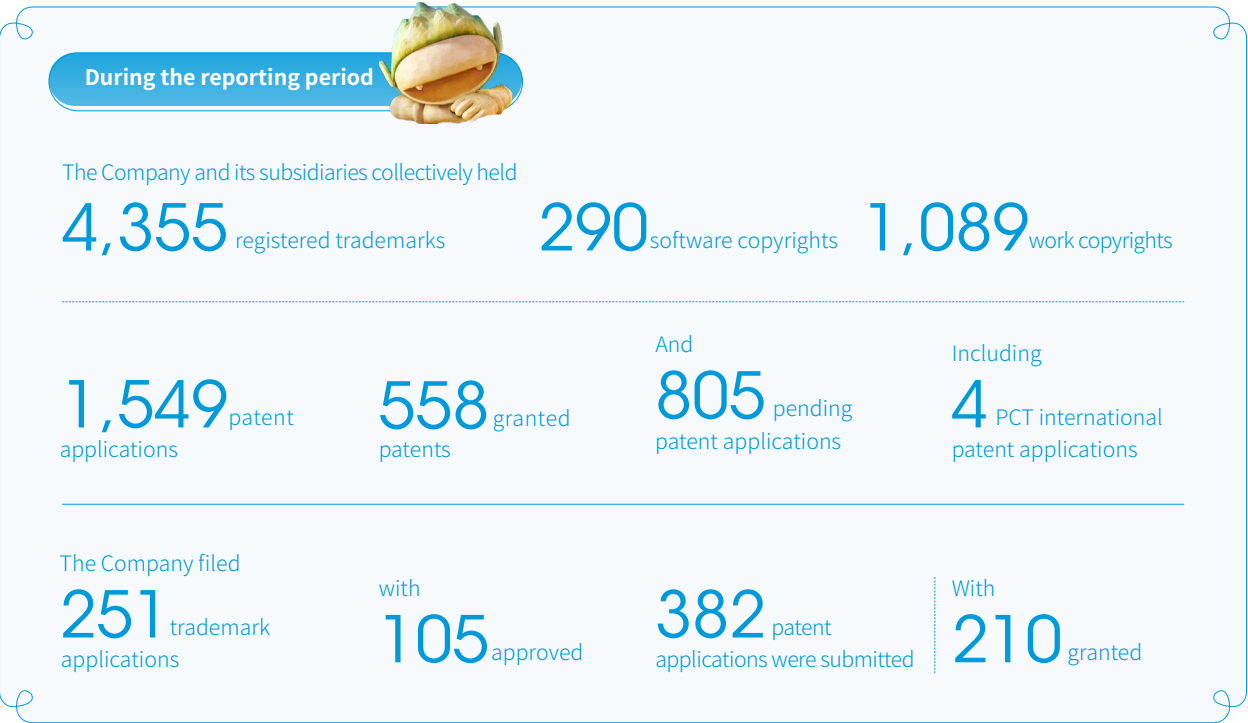 During the reporting period
The Company and its subsidiaries collectively held
4,355 registered trademarks
290 software copyrights
1,089 work copyrights
1,549 patent
applications
558 granted
patents
And
805 pending
patent applications
Including
4 PCT international
patent applications
The Company filed
251 trademark
applications
with
105 approved
382 patent
applications were submitted
With
210 granted